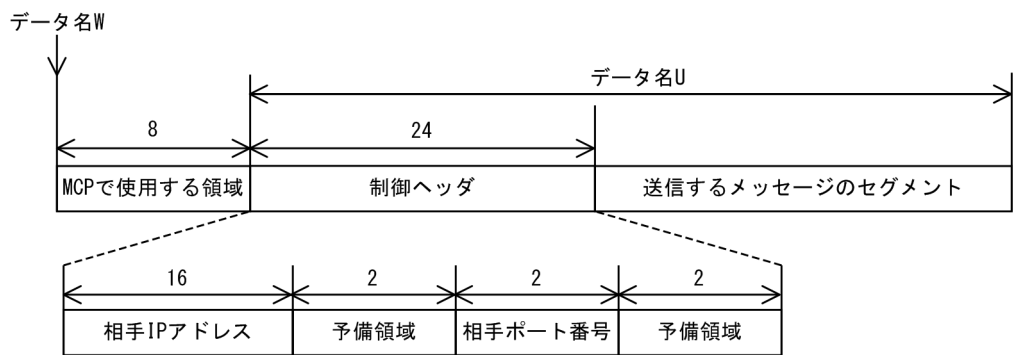 データ名W
データ名U
8
24
MCPで使用する領域
制御ヘッダ
送信するメッセージのセグメント
16
2
2
2
相手IPアドレス
予備領域
相手ポート番号
予備領域